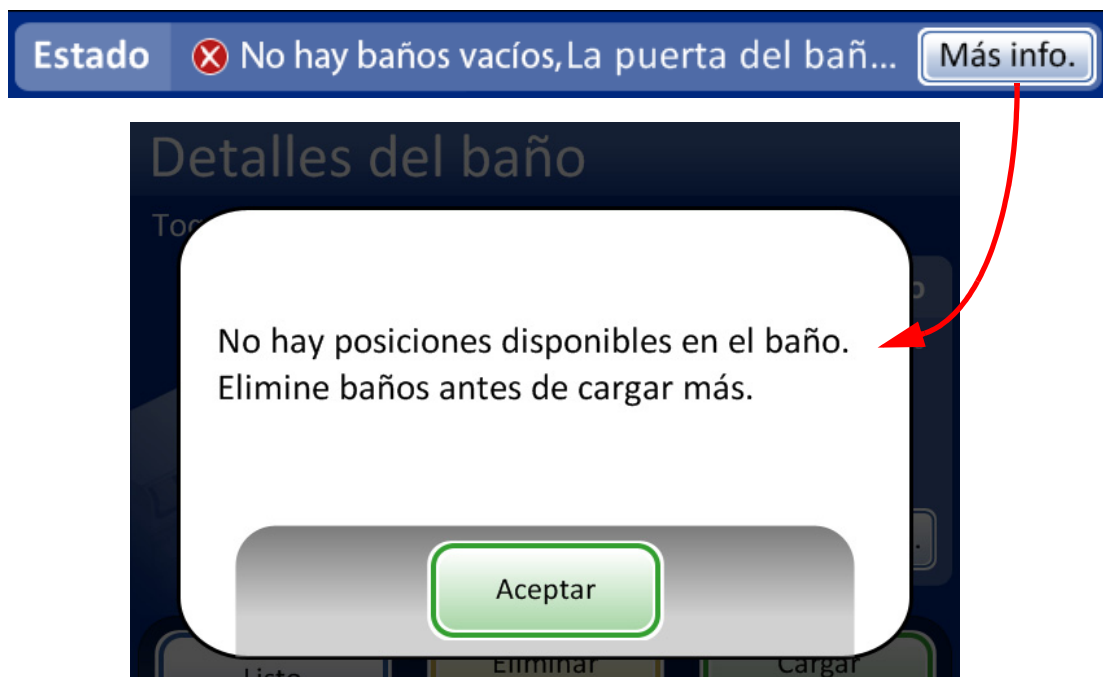 Estado No hay baños vacíos,La puerta del bañ... Más info.
Detalles del baño
No hay posiciones disponibles en el baño.
Elimine baños antes de cargar más.
Aceptar
Listo Eliminar Cargar